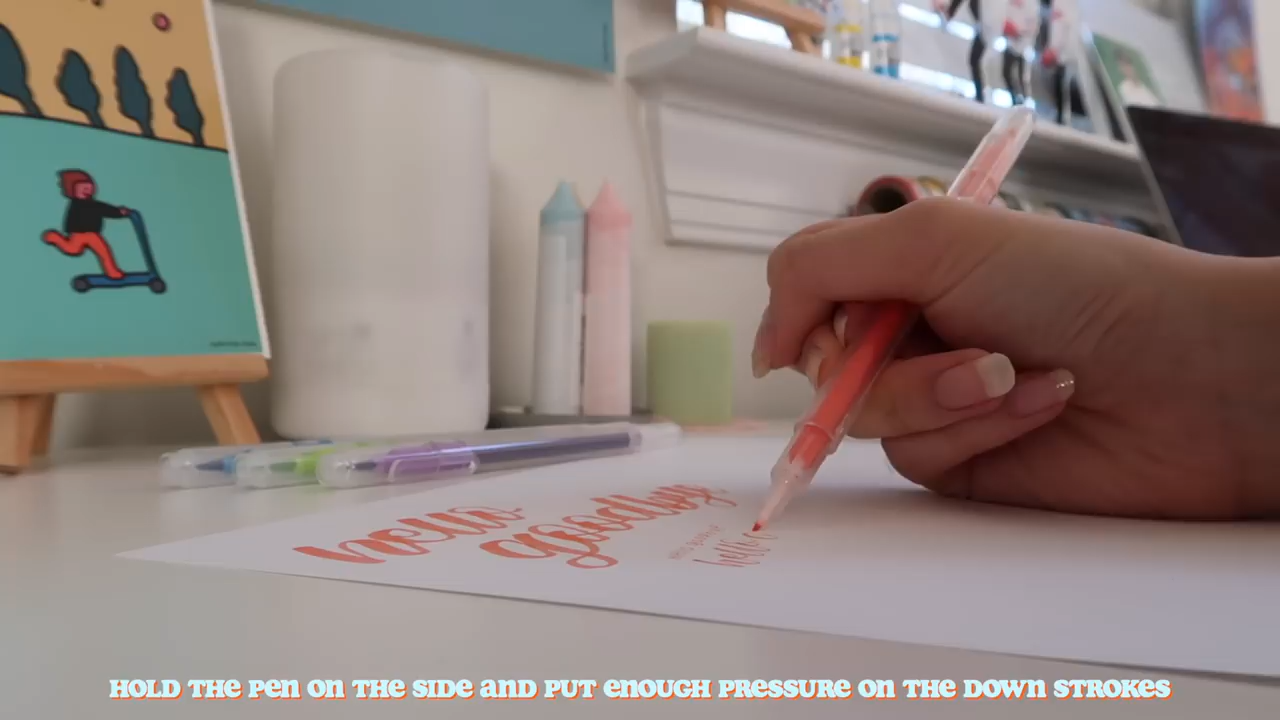 hello
goodbye
hello
HOLD THE PEN ON THE SIDE AND PUT ENOUGH PRESSURE ON THE DOWN STROKES